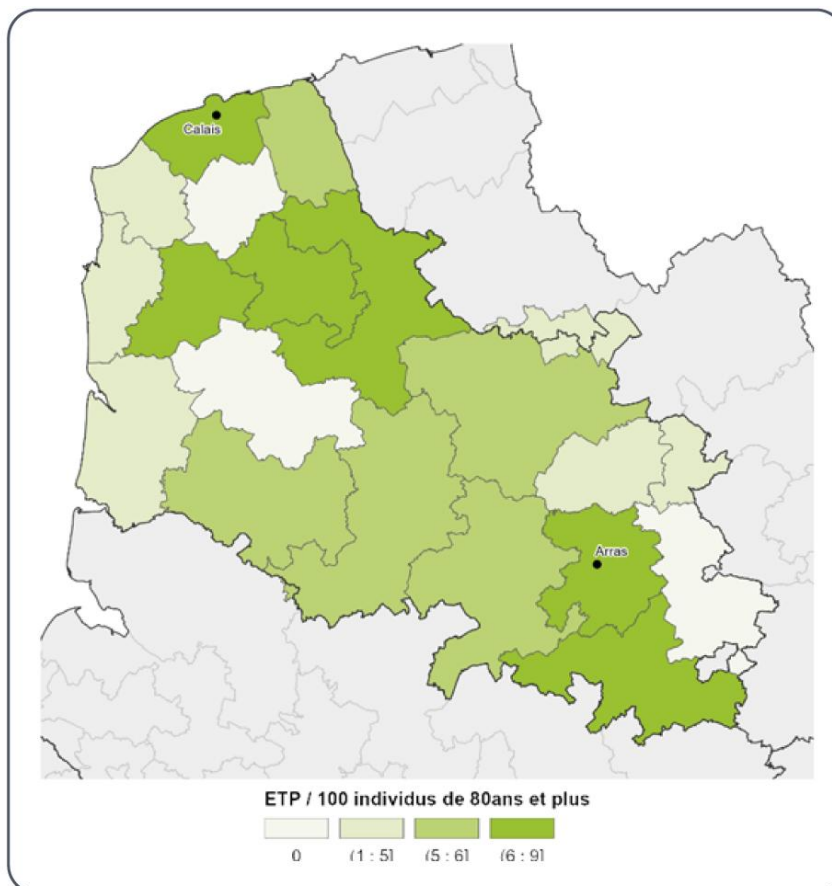 Calais
Arras
ETP / 100 individus de 80ans et plus
0 (1 : 5] (5 : 6] (6 : 9]